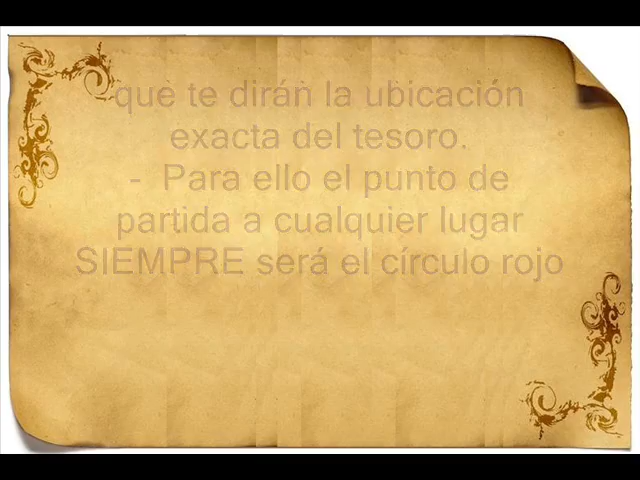 que te dirán la ubicación
exacta del tesoro.
- Para ello el punto de
partida a cualquier lugar
SIEMPRE será el círculo rojo